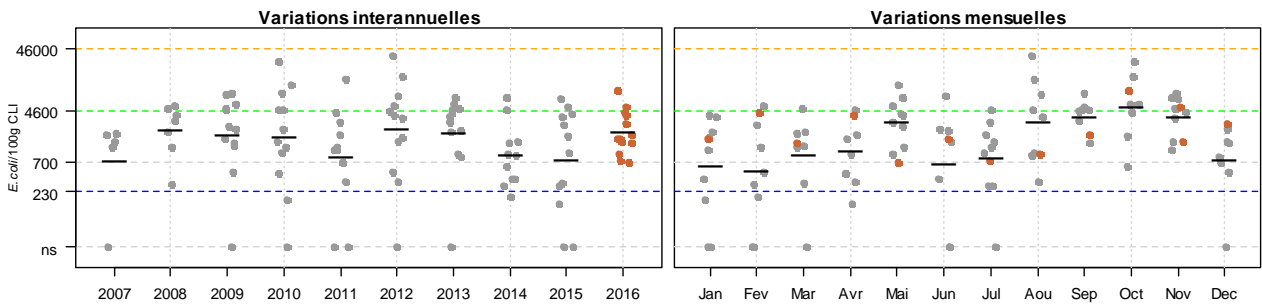 Variations interannuelles
Variations mensuelles
E.coli/100g CLI
46000
4600
700
230
ns
2007 2008 2009 2010 2011 2012 2013 2014 2015 2016
Jan Fev Mar Avr Mai Jun Jul Aou Sep Oct Nov Dec